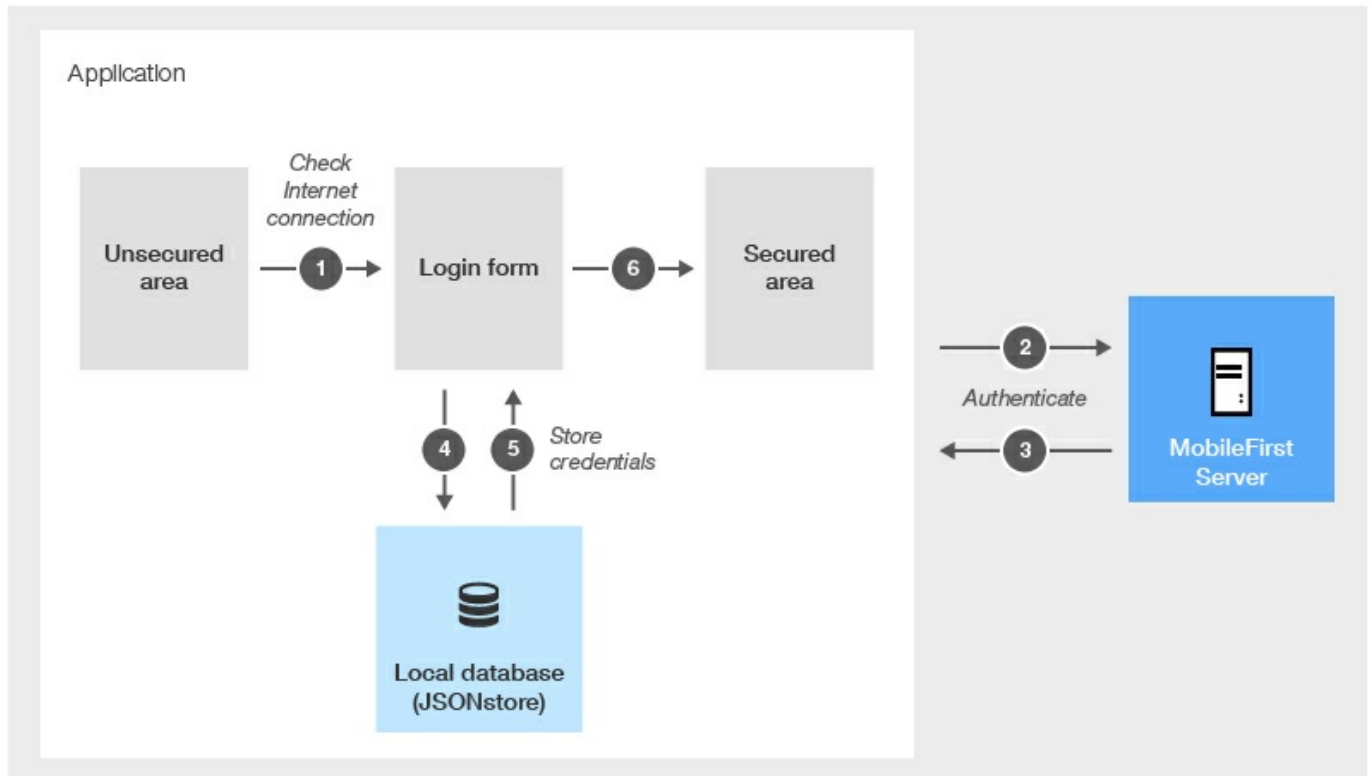 Application
Check
Internet
connection
Unsecured
area
1
Login form
6
Secured
area
2
Authenticate
3
MobileFirst
Server
4
5
Store
credentials
Local database
(JSONstore)